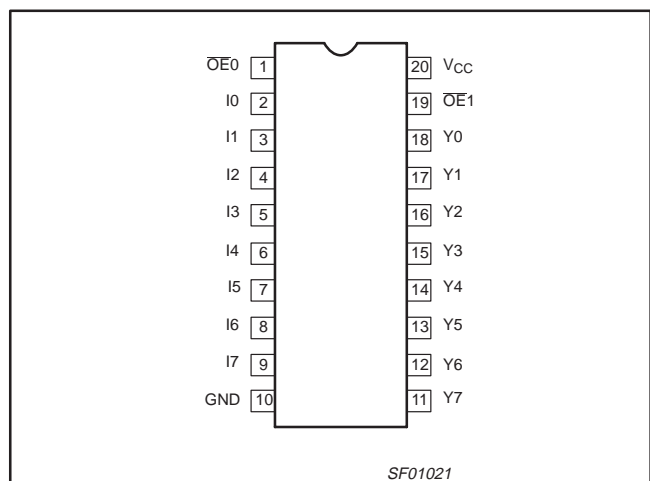 O̅E̅0 1 20 VCC
I0 2 19 O̅E̅1
I1 3 18 Y0
I2 4 17 Y1
I3 5 16 Y2
I4 6 15 Y3
I5 7 14 Y4
I6 8 13 Y5
I7 9 12 Y6
GND 10 11 Y7
SF01021